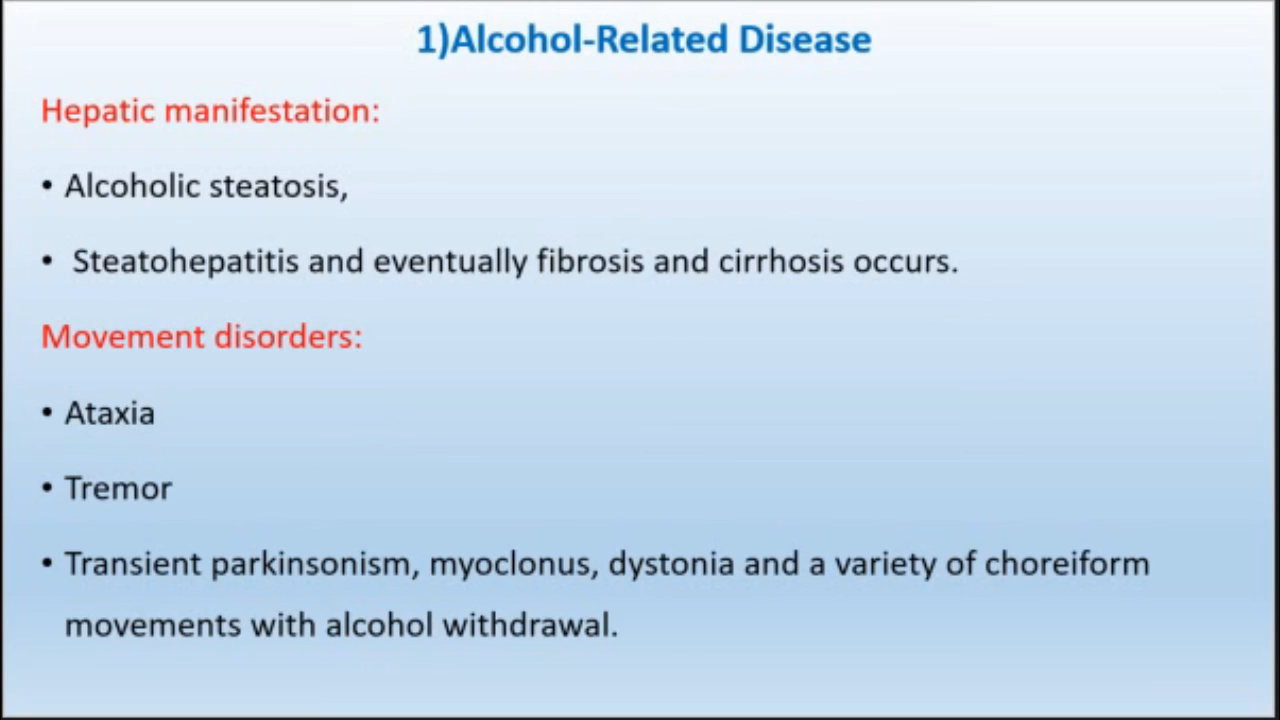 1)Alcohol-Related Disease
Hepatic manifestation:
• Alcoholic steatosis,
• Steatohepatitis and eventually fibrosis and cirrhosis occurs.
Movement disorders:
• Ataxia
• Tremor
• Transient parkinsonism, myoclonus, dystonia and a variety of choreiform
movements with alcohol withdrawal.